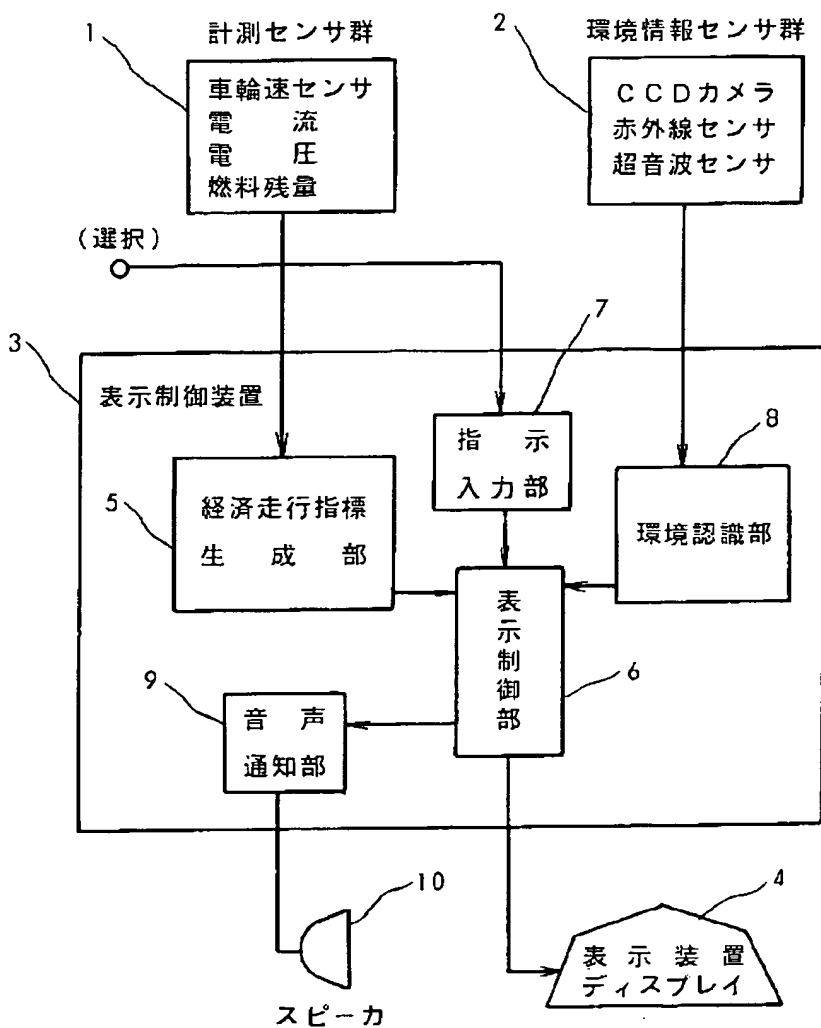 1
計測センサ群
車輪速センサ
電流
電圧
燃料残量
2
環境情報センサ群
CCDカメラ
赤外線センサ
超音波センサ
(選択)
3
表示制御装置
7
指示
入力部
8
環境認識部
5
経済走行指標
生成部
表示制御部
6
9
音声
通知部
10
スピーカ
4
表示装置
ディスプレイ